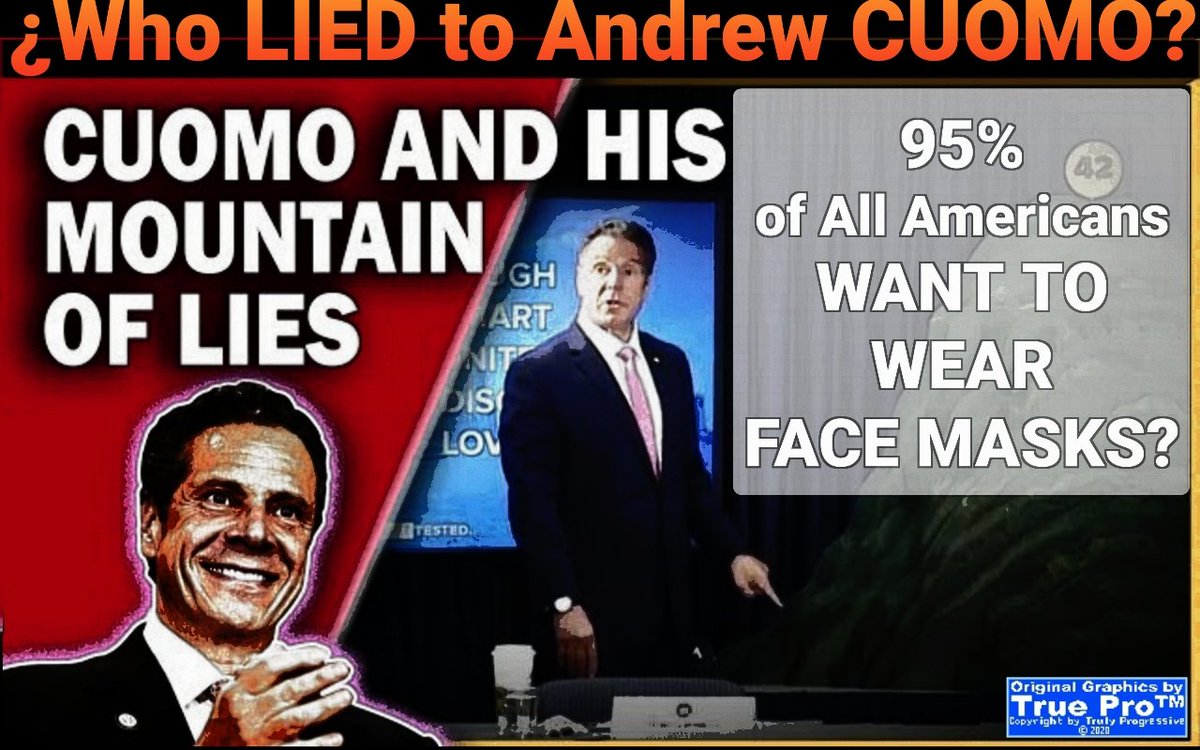 ¿Who LIED to Andrew CUOMO?
CUOMO AND HIS
MOUNTAIN
OF LIES
95%
of All Americans
WANT TO
WEAR
FACE MASKS?
42
TESTED.
Original Graphics by
True Pro™
Copyright by Truly Progressive
© 2020